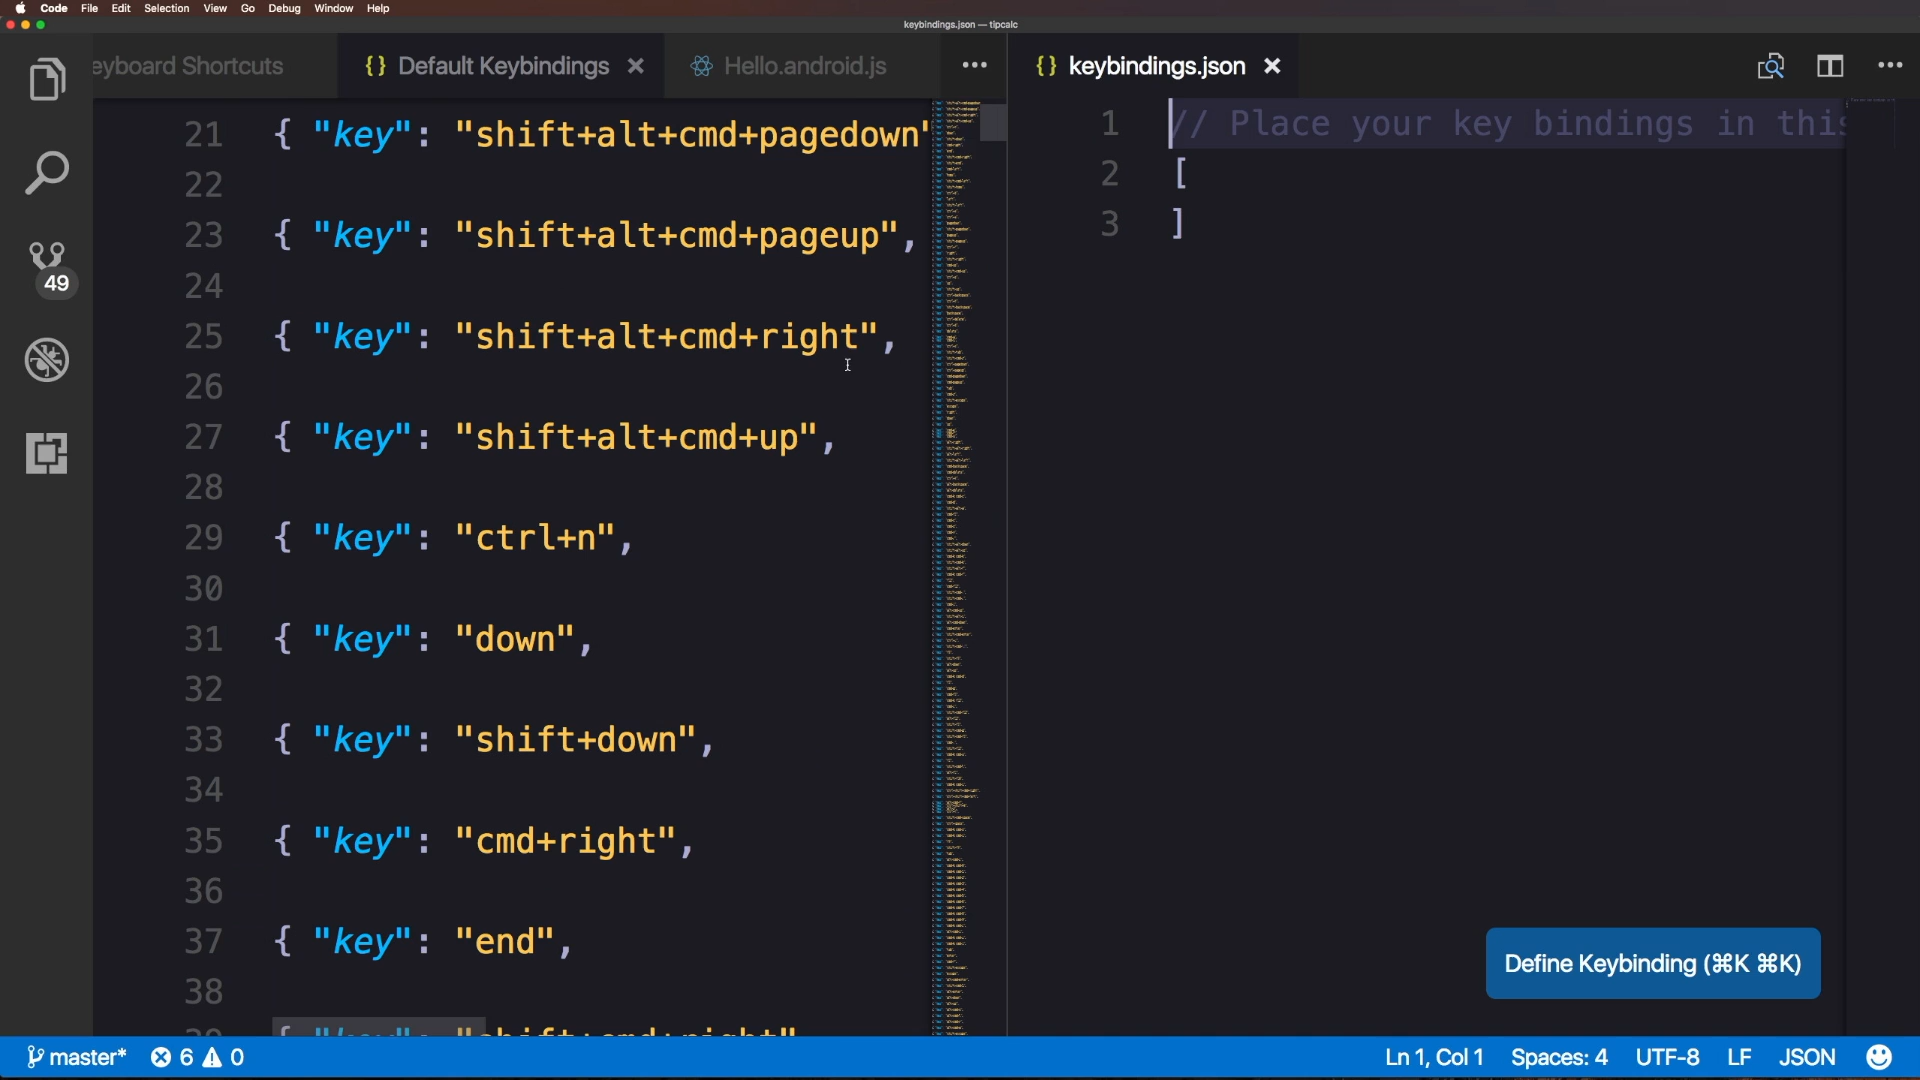 Code File Edit Selection View Go Debug Window Help
keybindings.json — tipcalc
eyboard Shortcuts
{} Default Keybindings ×
Hello.android.js
•••
{} keybindings.json ×
•••
49
21 { "key": "shift+alt+cmd+pagedown"
22
23 { "key": "shift+alt+cmd+pageup",
24
25 { "key": "shift+alt+cmd+right",
26
27 { "key": "shift+alt+cmd+up",
28
29 { "key": "ctrl+n",
30
31 { "key": "down",
32
33 { "key": "shift+down",
34
35 { "key": "cmd+right",
36
37 { "key": "end",
38
39 { "key": "shift+cmd+right"
1 // Place your key bindings in this
2 [
3 ]
Define Keybinding (⌘K ⌘K)
master* 6 0
Ln 1, Col 1 Spaces: 4 UTF-8 LF JSON